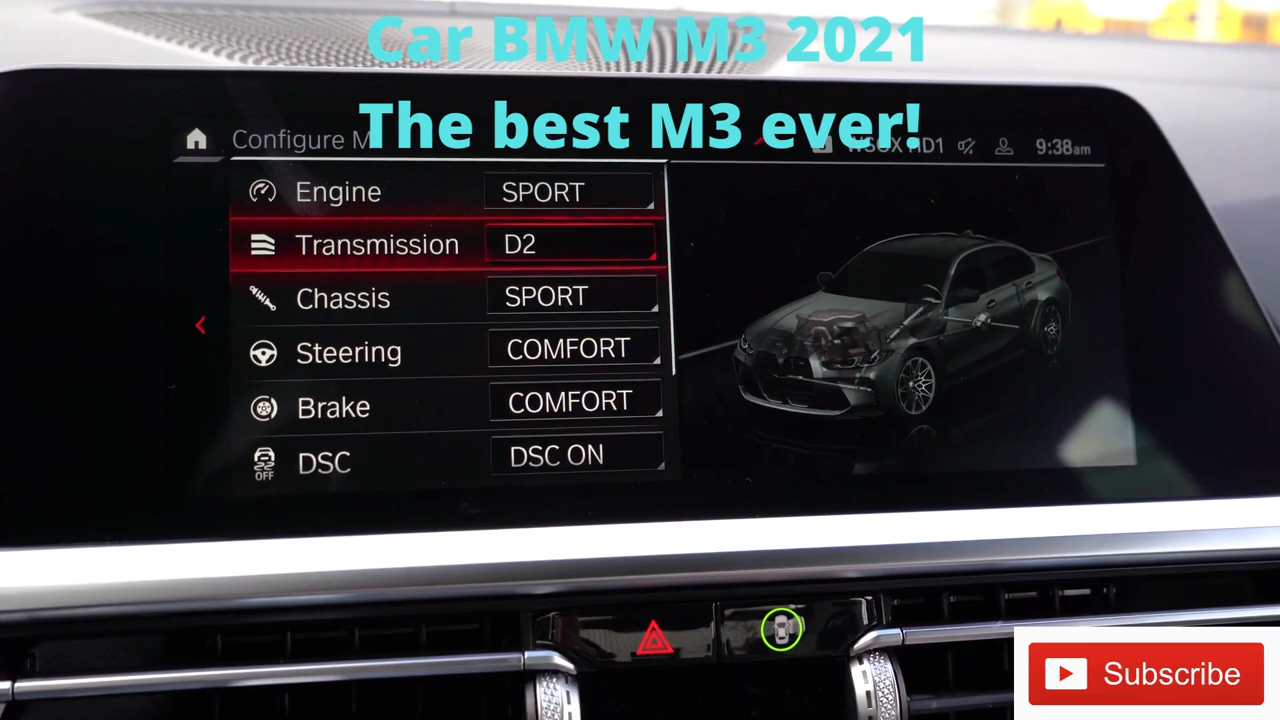 Car BMW M3 2021
The best M3 ever!
Configure M
HD1 9:38am
Engine SPORT
Transmission D2
Chassis SPORT
Steering COMFORT
Brake COMFORT
DSC DSC ON
OFF
Subscribe